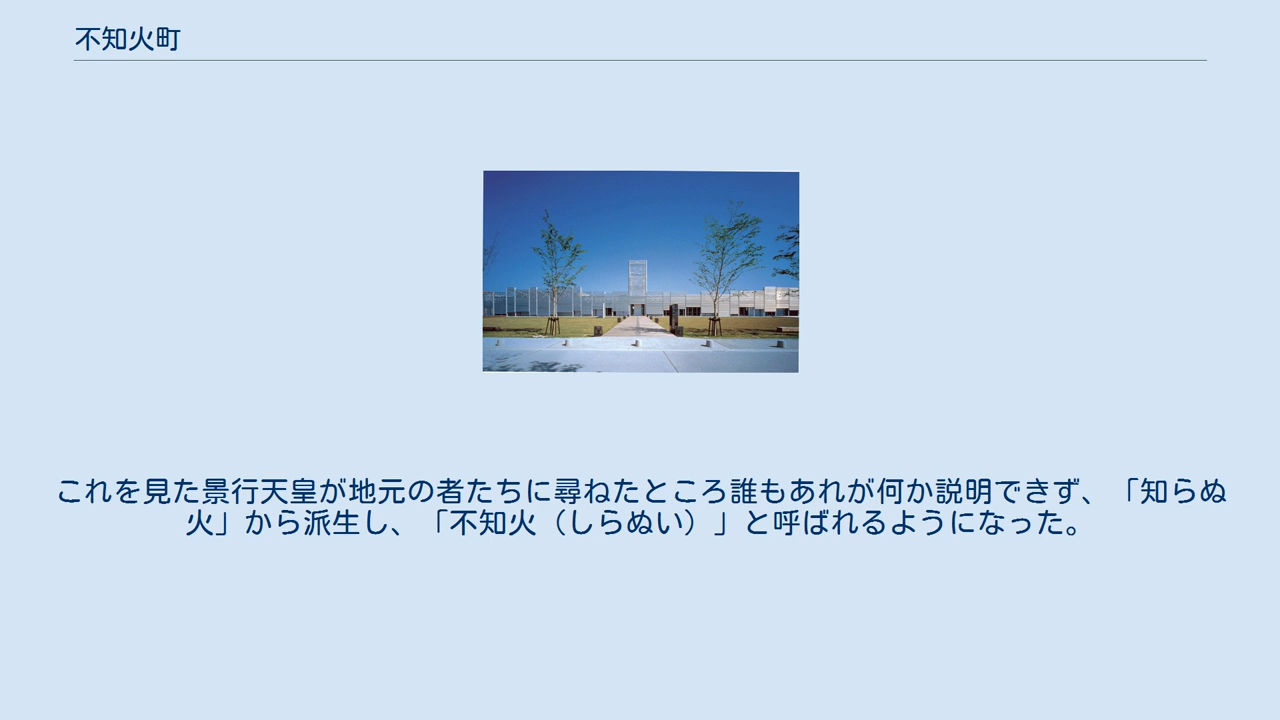 不知火町
これを見た景行天皇が地元の者たちに尋ねたところ誰もあれが何か説明できず、「知らぬ
火」から派生し、「不知火（しらぬい）」と呼ばれるようになった。